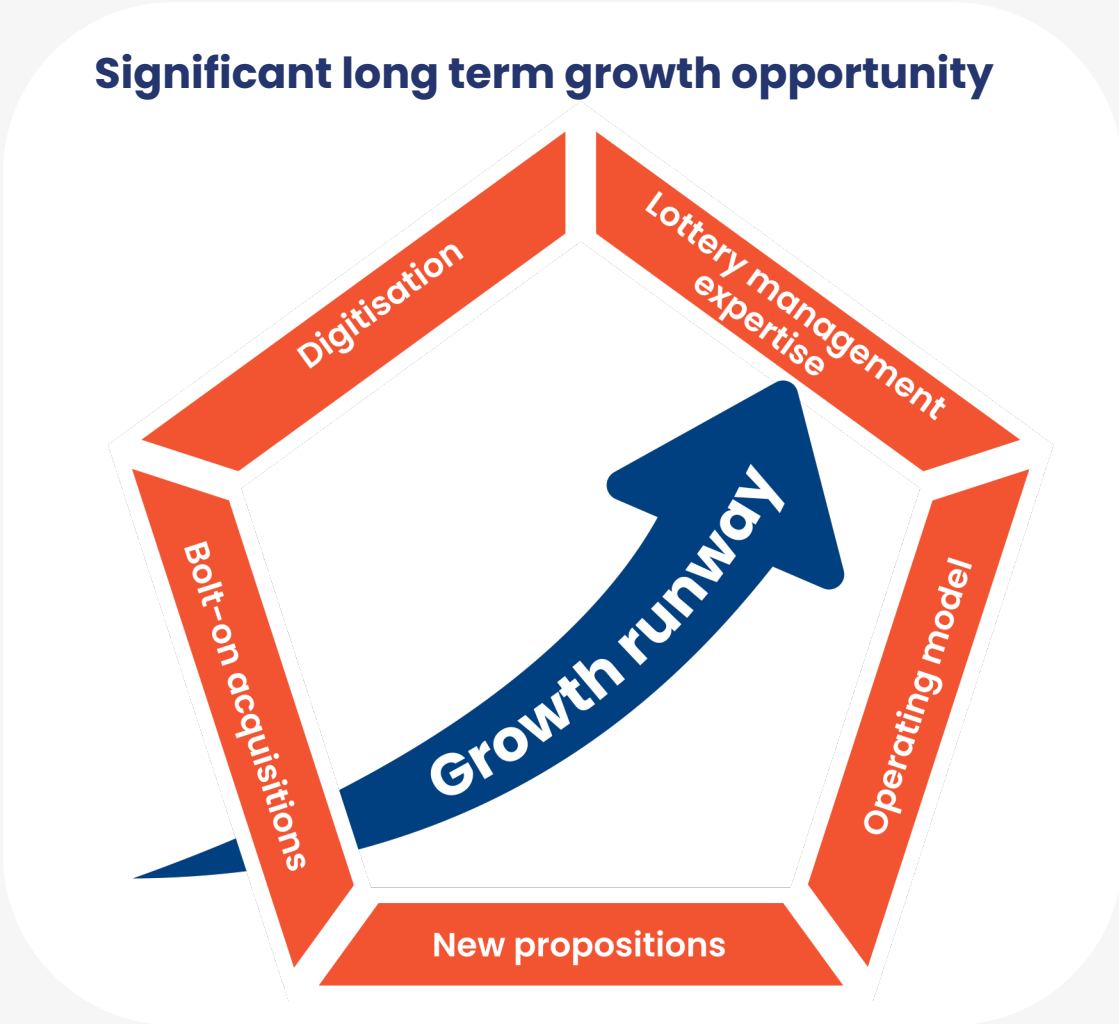 Significant long term growth opportunity
Digitisation
Lottery management
expertise
Operating model
New propositions
Bolt-on acquisitions
Growth runway